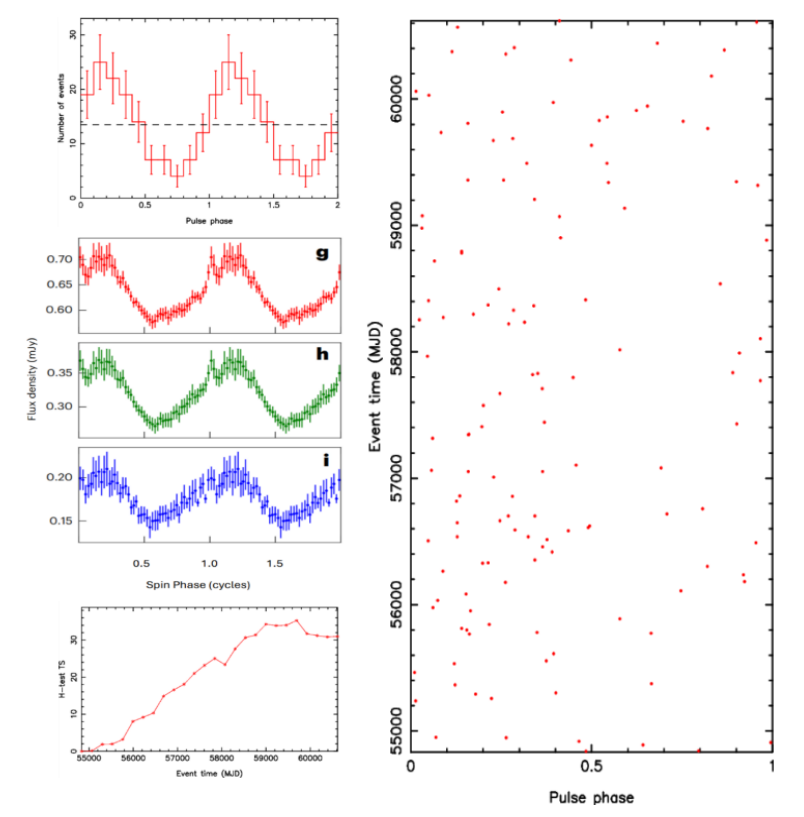 30
20
10
0
Number of events
0 0.5 1 1.5 2
Pulse phase
g
0.70
0.65
0.60
h
0.35
0.30
i
0.20
0.15
Flux density (mJy)
0.5 1.0 1.5
Spin Phase (cycles)
30
20
10
0
H-test TS
55000 56000 57000 58000 59000 60000
Event time (MJD)
60000
59000
58000
57000
56000
55000
Event time (MJD)
0 0.5 1
Pulse phase